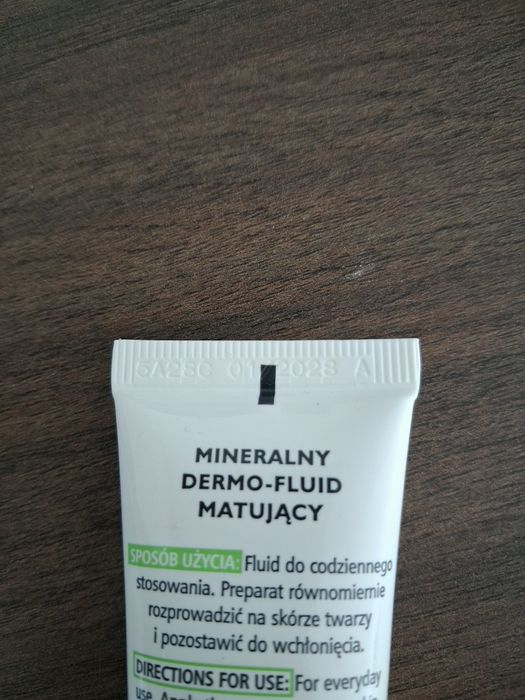 01 2028 A
MINERALNY
DERMO-FLUID
MATUJĄCY
SPOSÓB UŻYCIA: Fluid do codziennego
stosowania. Preparat równomiernie
rozprowadzić na skórze twarzy
i pozostawić do wchłonięcia.
DIRECTIONS FOR USE: For everyday
use.